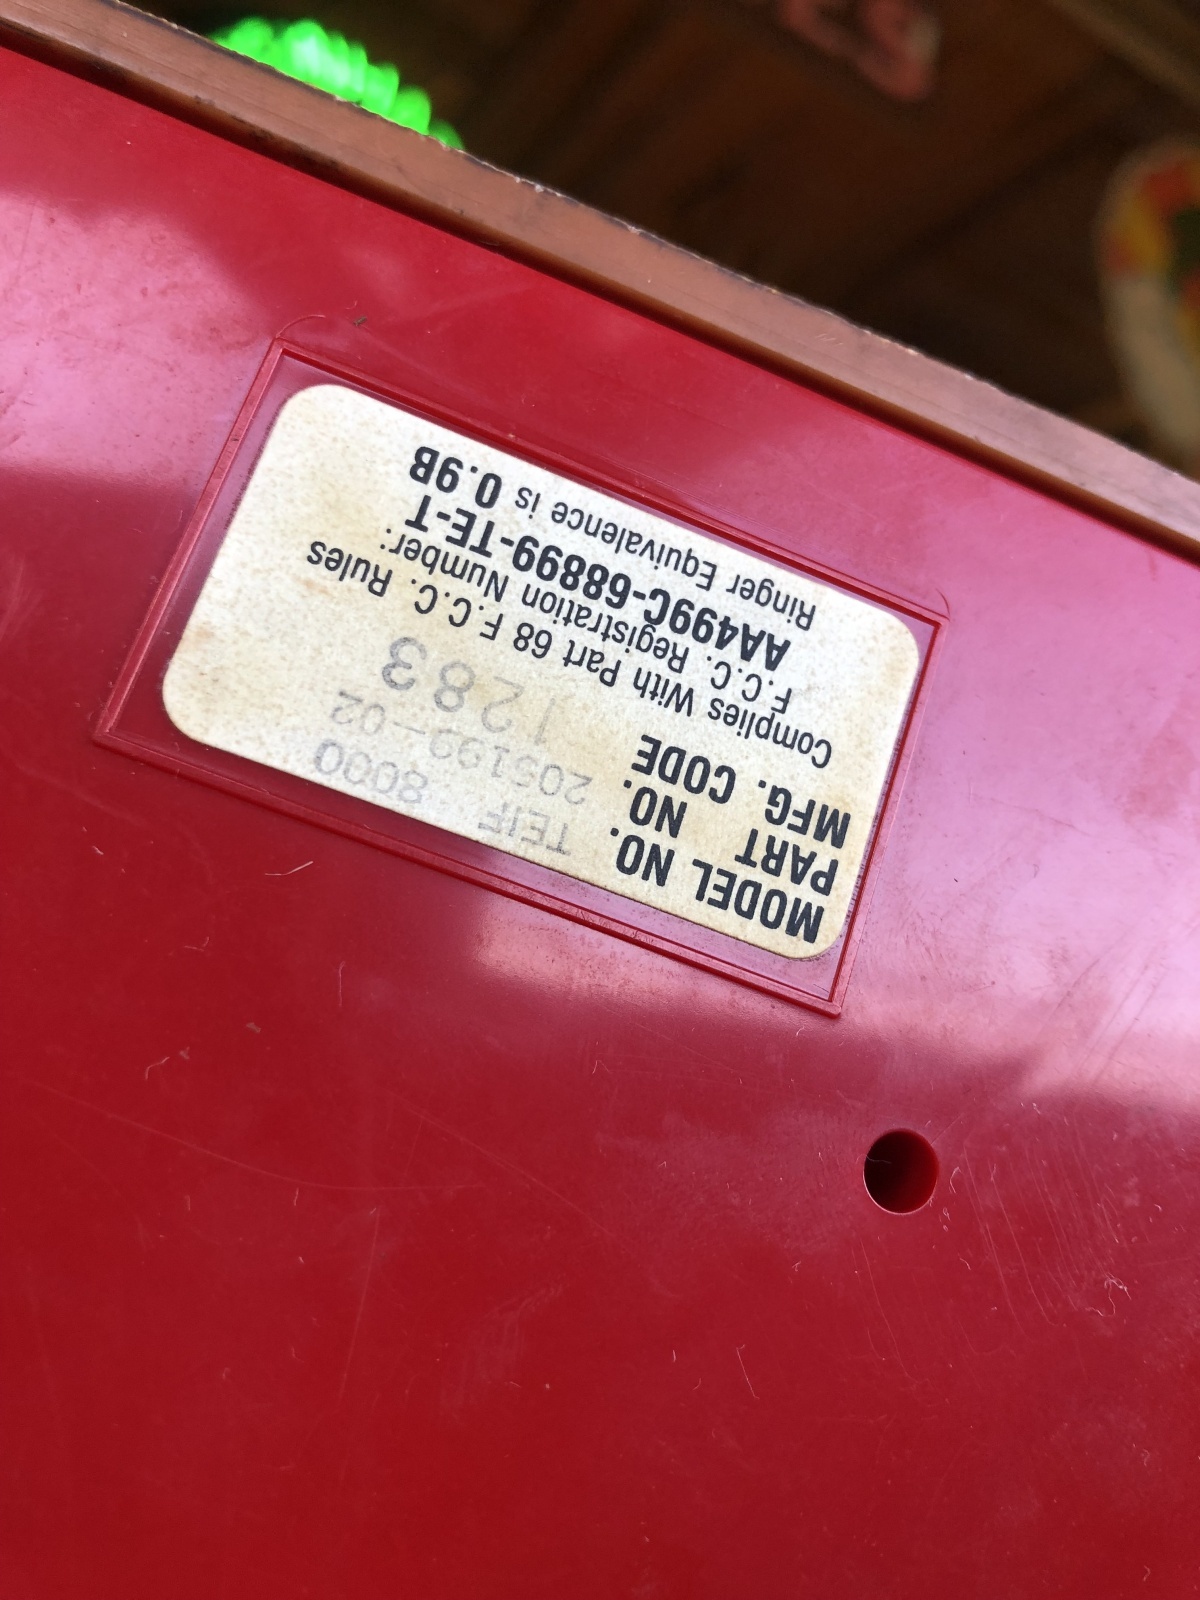 MODEL NO. TEIF 8000
PART NO. 205199-02
MFG. CODE 1283
Complies With Part 68 F.C.C. Rules
F.C.C. Registration Number:
AA499C-68899-TE-T
Ringer Equivalence is 0.9B